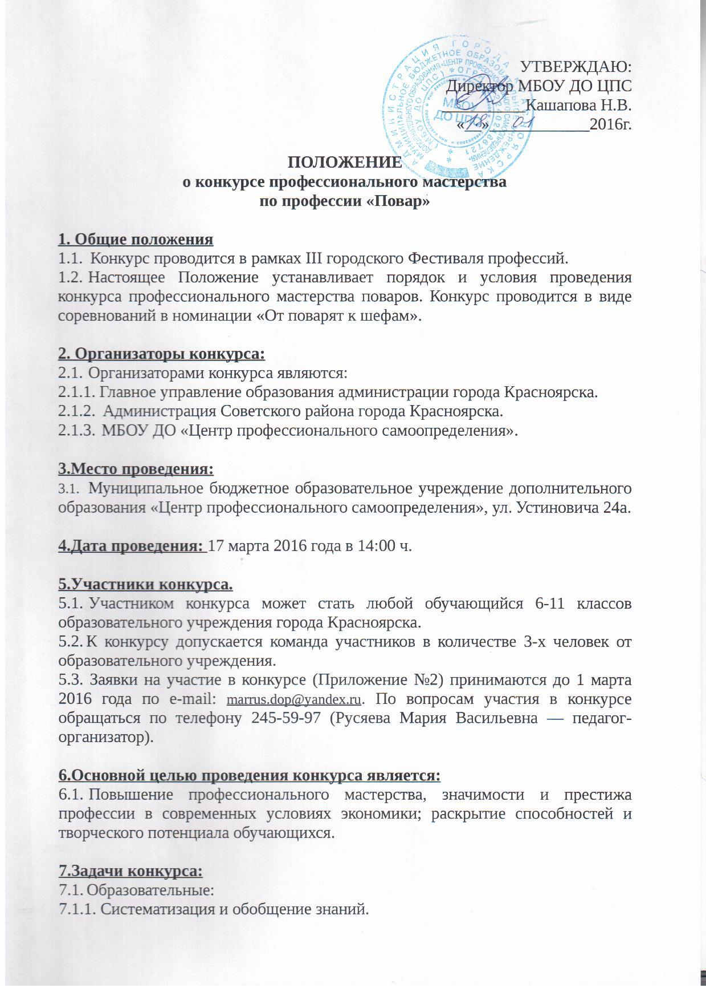 УТВЕРЖДАЮ:
Директор МБОУ ДО ЦПС
__________Кашапова Н.В.
«18» 01 2016г.
МБОУ
ДО ЦПС
ПОЛОЖЕНИЕ
о конкурсе профессионального мастерства
по профессии «Повар»
1. Общие положения
1.1. Конкурс проводится в рамках III городского Фестиваля профессий.
1.2. Настоящее Положение устанавливает порядок и условия проведения
конкурса профессионального мастерства поваров. Конкурс проводится в виде
соревнований в номинации «От поварят к шефам».
2. Организаторы конкурса:
2.1. Организаторами конкурса являются:
2.1.1. Главное управление образования администрации города Красноярска.
2.1.2. Администрация Советского района города Красноярска.
2.1.3. МБОУ ДО «Центр профессионального самоопределения».
3.Место проведения:
3.1. Муниципальное бюджетное образовательное учреждение дополнительного
образования «Центр профессионального самоопределения», ул. Устиновича 24а.
4.Дата проведения: 17 марта 2016 года в 14:00 ч.
5.Участники конкурса.
5.1. Участником конкурса может стать любой обучающийся 6-11 классов
образовательного учреждения города Красноярска.
5.2. К конкурсу допускается команда участников в количестве 3-х человек от
образовательного учреждения.
5.3. Заявки на участие в конкурсе (Приложение №2) принимаются до 1 марта
2016 года по e-mail: marrus.dop@yandex.ru. По вопросам участия в конкурсе
обращаться по телефону 245-59-97 (Русяева Мария Васильевна — педагог-
организатор).
6.Основной целью проведения конкурса является:
6.1. Повышение профессионального мастерства, значимости и престижа
профессии в современных условиях экономики; раскрытие способностей и
творческого потенциала обучающихся.
7.Задачи конкурса:
7.1. Образовательные:
7.1.1. Систематизация и обобщение знаний.